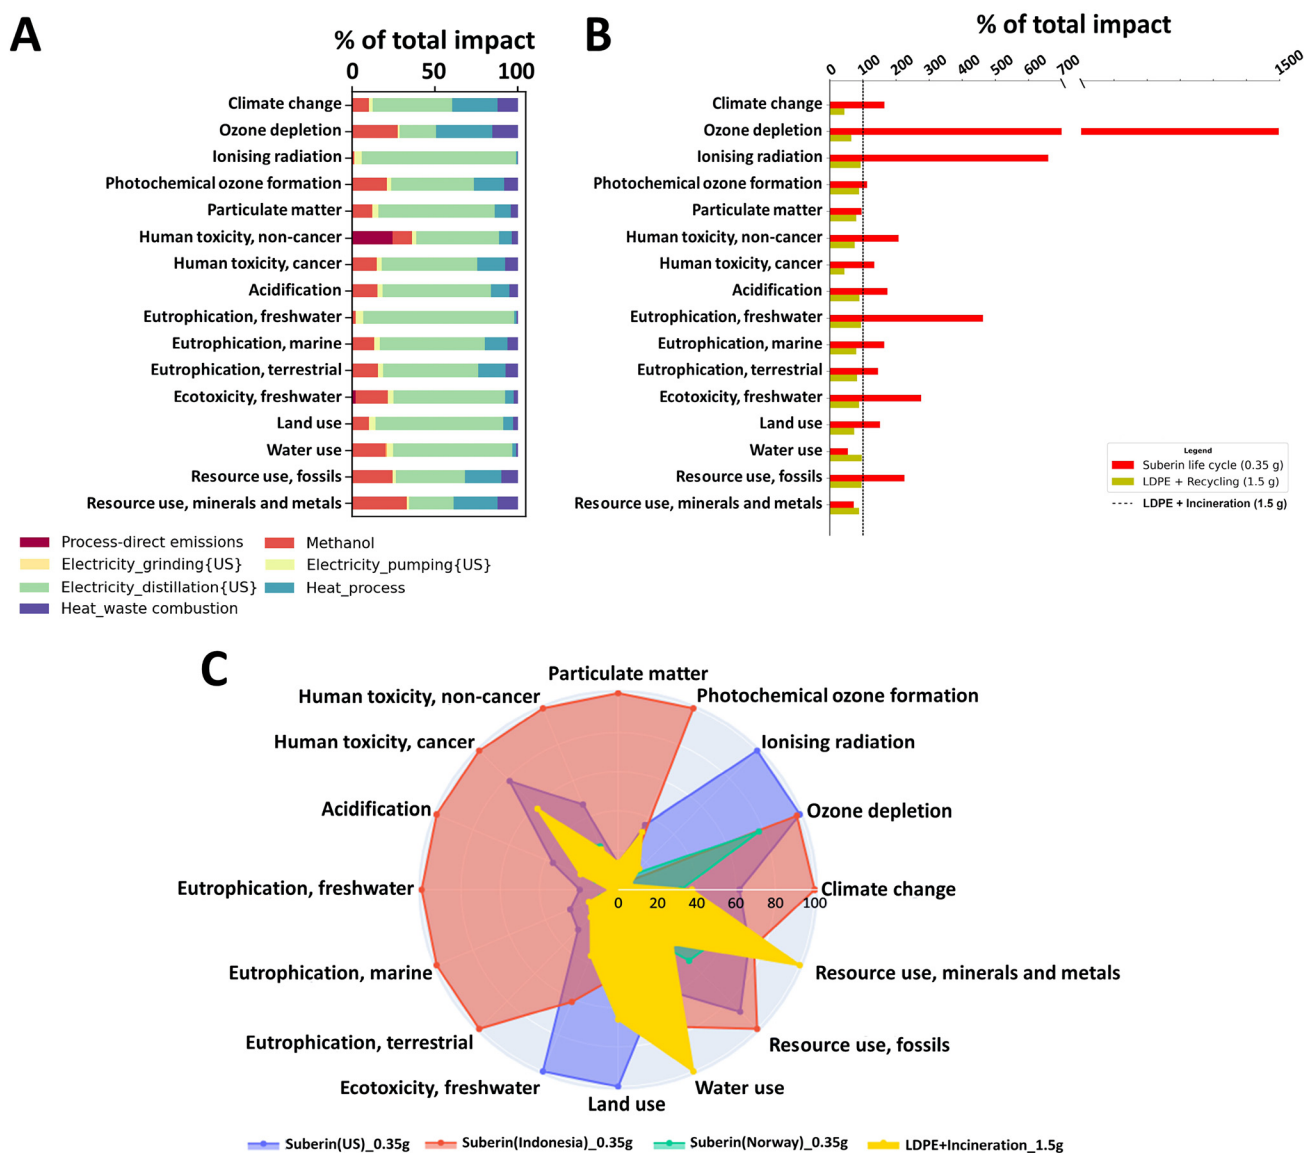 A
% of total impact
0 50 100
Climate change
Ozone depletion
Ionising radiation
Photochemical ozone formation
Particulate matter
Human toxicity, non-cancer
Human toxicity, cancer
Acidification
Eutrophication, freshwater
Eutrophication, marine
Eutrophication, terrestrial
Ecotoxicity, freshwater
Land use
Water use
Resource use, fossils
Resource use, minerals and metals
Process-direct emissions
Methanol
Electricity_grinding{US}
Electricity_pumping{US}
Electricity_distillation{US}
Heat_process
Heat_waste combustion
B
% of total impact
0 100 200 300 400 500 600 700 1500
Climate change
Ozone depletion
Ionising radiation
Photochemical ozone formation
Particulate matter
Human toxicity, non-cancer
Human toxicity, cancer
Acidification
Eutrophication, freshwater
Eutrophication, marine
Eutrophication, terrestrial
Ecotoxicity, freshwater
Land use
Water use
Resource use, fossils
Resource use, minerals and metals
Legend
Suberin life cycle (0.35 g)
LDPE + Recycling (1.5 g)
LDPE + Incineration (1.5 g)
C
Particulate matter
Human toxicity, non-cancer
Photochemical ozone formation
Human toxicity, cancer
Ionising radiation
Acidification
Ozone depletion
Eutrophication, freshwater
Climate change
0 20 40 60 80 100
Eutrophication, marine
Resource use, minerals and metals
Eutrophication, terrestrial
Resource use, fossils
Ecotoxicity, freshwater
Water use
Land use
Suberin(US)_0.35g
Suberin(Indonesia)_0.35g
Suberin(Norway)_0.35g
LDPE+Incineration_1.5g